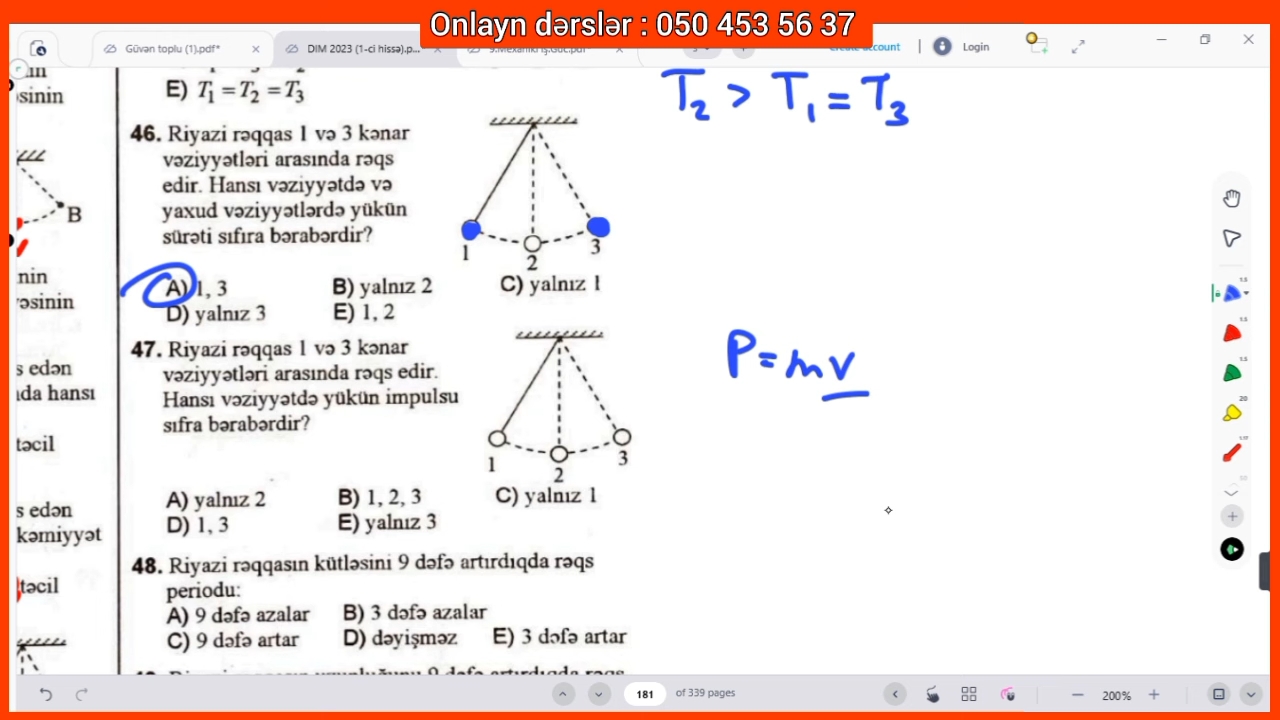 Onlayn dərslər : 050 453 56 37
Güvən toplu (1).pdf*
DIM 2023 (1-ci hissə).p...
9.Mexaniki iş.Güc.pdf*
Create account
Login
E) T₁ = T₂ = T₃
T₂ > T₁ = T₃
sinin
B
nin
əsinin
s edən
da hansı
təcil
s edən
kəmiyyət
təcil
46. Riyazi rəqqas 1 və 3 kənar
vəziyyətləri arasında rəqs
edir. Hansı vəziyyətdə və
yaxud vəziyyətlərdə yükün
sürəti sıfıra bərabərdir?
1
2
3
A) 1, 3 B) yalnız 2 C) yalnız 1
D) yalnız 3 E) 1, 2
47. Riyazi rəqqas 1 və 3 kənar
vəziyyətləri arasında rəqs edir.
Hansı vəziyyətdə yükün impulsu
sıfra bərabərdir?
1
2
3
P = mv
A) yalnız 2 B) 1, 2, 3 C) yalnız 1
D) 1, 3 E) yalnız 3
48. Riyazi rəqqasın kütləsini 9 dəfə artırdıqda rəqs
periodu:
A) 9 dəfə azalar B) 3 dəfə azalar
C) 9 dəfə artar D) dəyişməz E) 3 dəfə artar
181 of 339 pages
200%